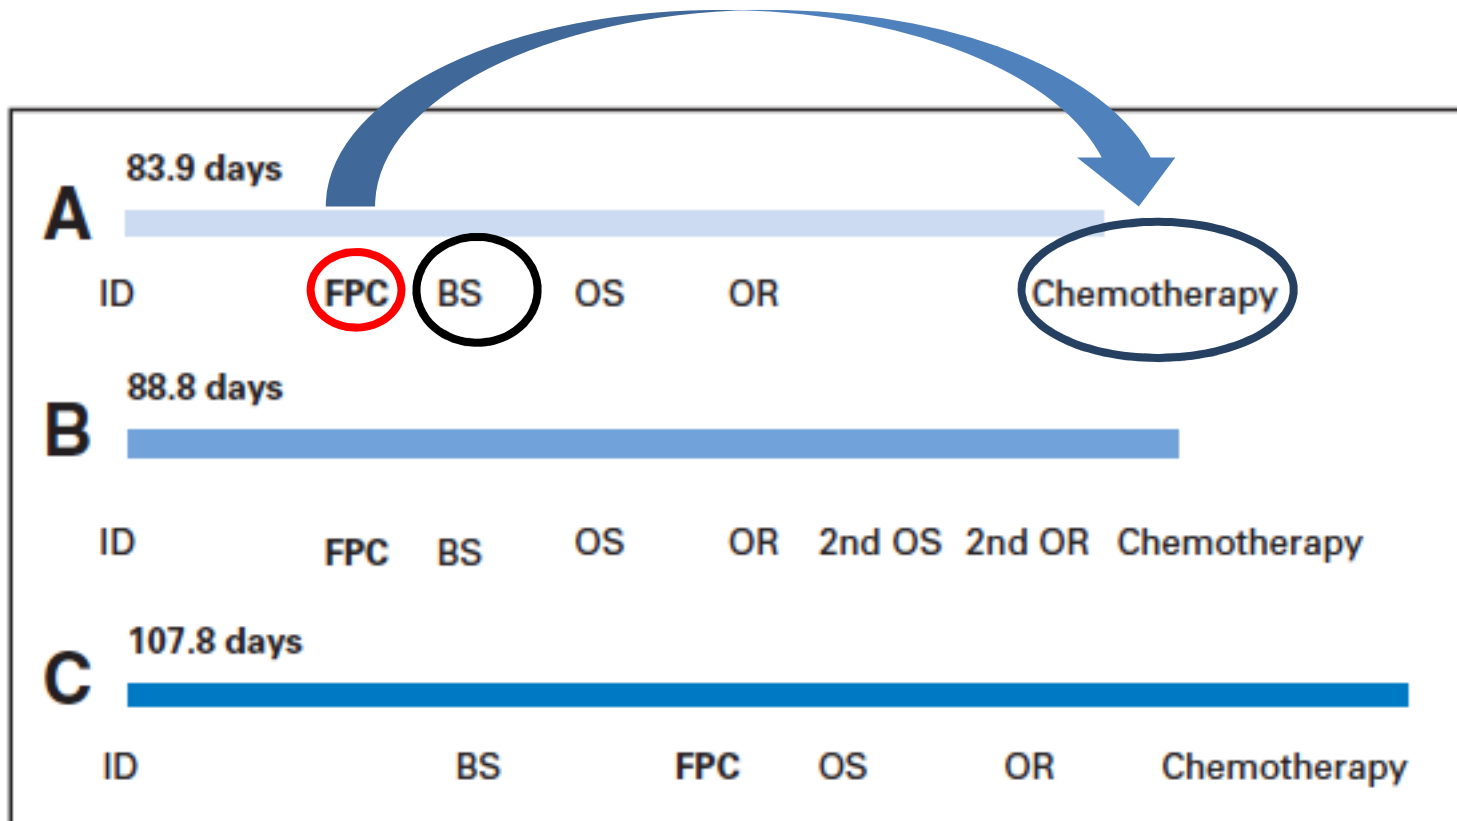 83.9 days
A
ID FPC BS OS OR Chemotherapy
88.8 days
B
ID FPC BS OS OR 2nd OS 2nd OR Chemotherapy
107.8 days
C
ID BS FPC OS OR Chemotherapy